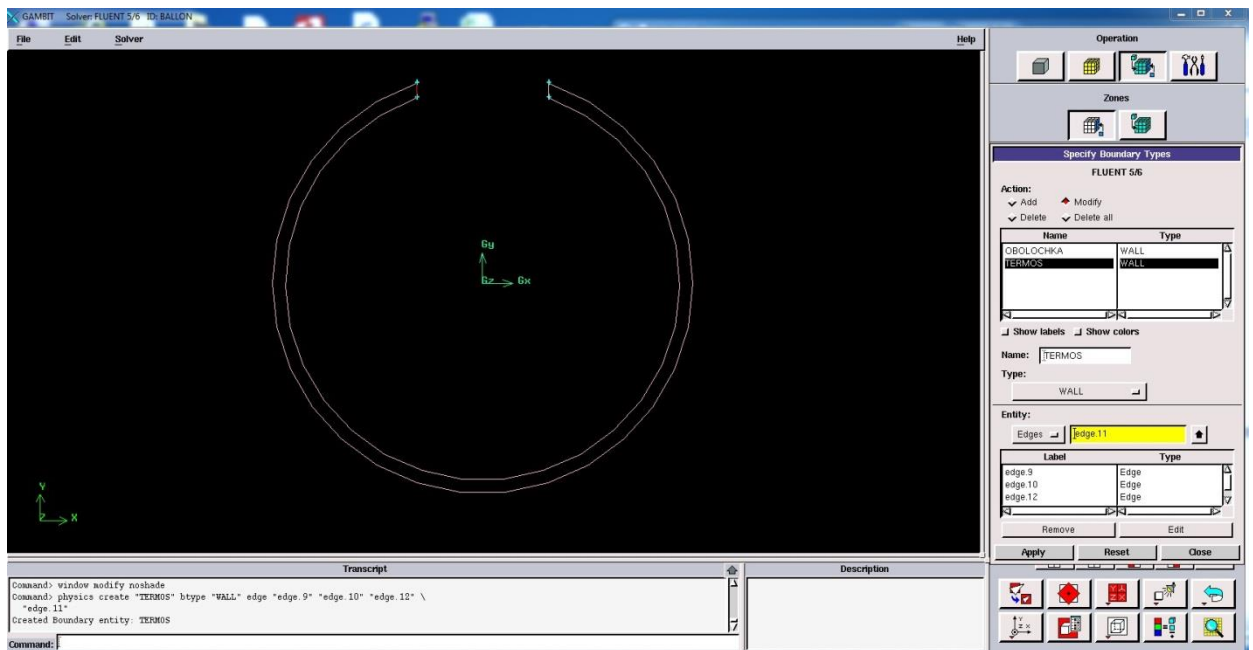 GAMBIT Solver: FLUENT 5/6 ID: BALLON
File Edit Solver Help
Gy
Gz Gx
Y
Z X
Operation
Zones
Specify Boundary Types
FLUENT 5/6
Action:
Add Modify
Delete Delete all
Name Type
OBOLOCHKA WALL
TERMOS WALL
Show labels Show colors
Name: TERMOS
Type:
WALL
Entity:
Edges edge.11
Label Type
edge.9 Edge
edge.10 Edge
edge.12 Edge
Remove Edit
Apply Reset Close
Transcript
Command> window modify noshade
Command> physics create "TERMOS" btype "WALL" edge "edge.9" "edge.10" "edge.12" \
"edge.11"
Created Boundary entity: TERMOS
Command:
Description